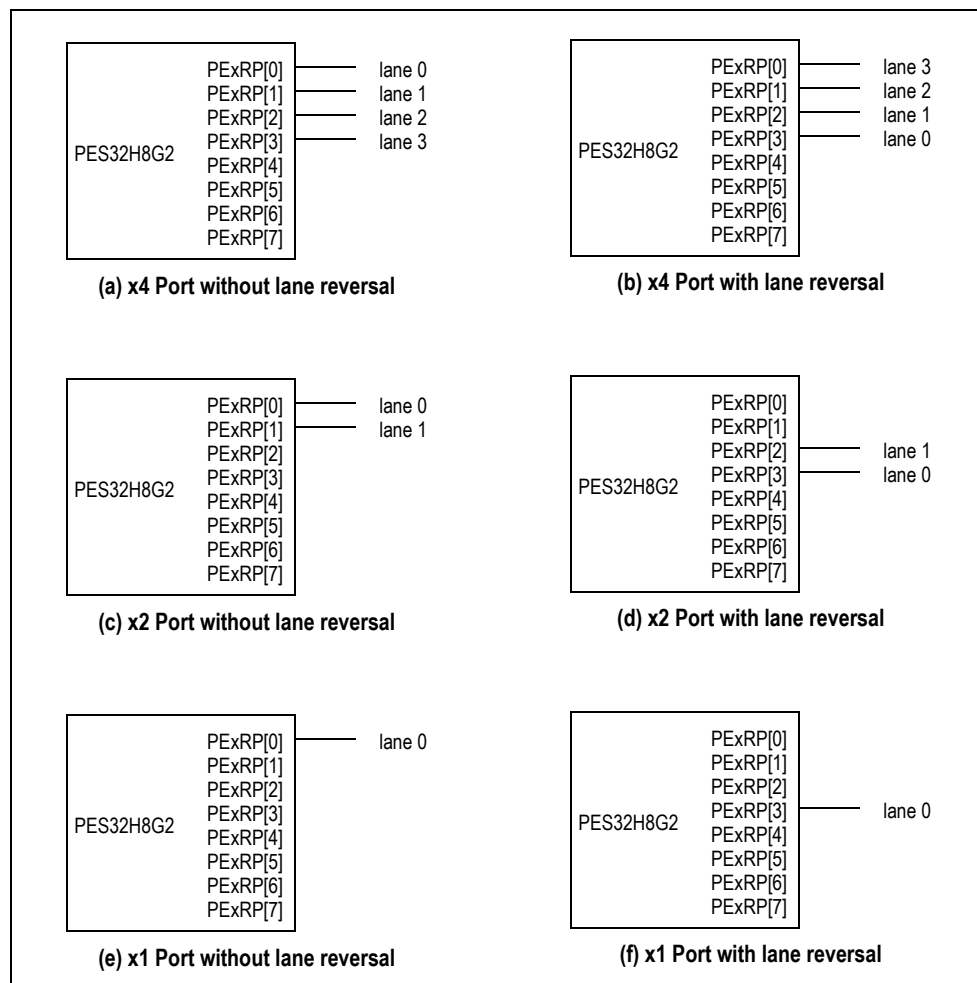 PES32H8G2
PExRP[0] lane 0
PExRP[1] lane 1
PExRP[2] lane 2
PExRP[3] lane 3
PExRP[4]
PExRP[5]
PExRP[6]
PExRP[7]
(a) x4 Port without lane reversal
PES32H8G2
PExRP[0] lane 3
PExRP[1] lane 2
PExRP[2] lane 1
PExRP[3] lane 0
PExRP[4]
PExRP[5]
PExRP[6]
PExRP[7]
(b) x4 Port with lane reversal
PES32H8G2
PExRP[0] lane 0
PExRP[1] lane 1
PExRP[2]
PExRP[3]
PExRP[4]
PExRP[5]
PExRP[6]
PExRP[7]
(c) x2 Port without lane reversal
PES32H8G2
PExRP[0]
PExRP[1]
PExRP[2] lane 1
PExRP[3] lane 0
PExRP[4]
PExRP[5]
PExRP[6]
PExRP[7]
(d) x2 Port with lane reversal
PES32H8G2
PExRP[0] lane 0
PExRP[1]
PExRP[2]
PExRP[3]
PExRP[4]
PExRP[5]
PExRP[6]
PExRP[7]
(e) x1 Port without lane reversal
PES32H8G2
PExRP[0]
PExRP[1]
PExRP[2]
PExRP[3] lane 0
PExRP[4]
PExRP[5]
PExRP[6]
PExRP[7]
(f) x1 Port with lane reversal